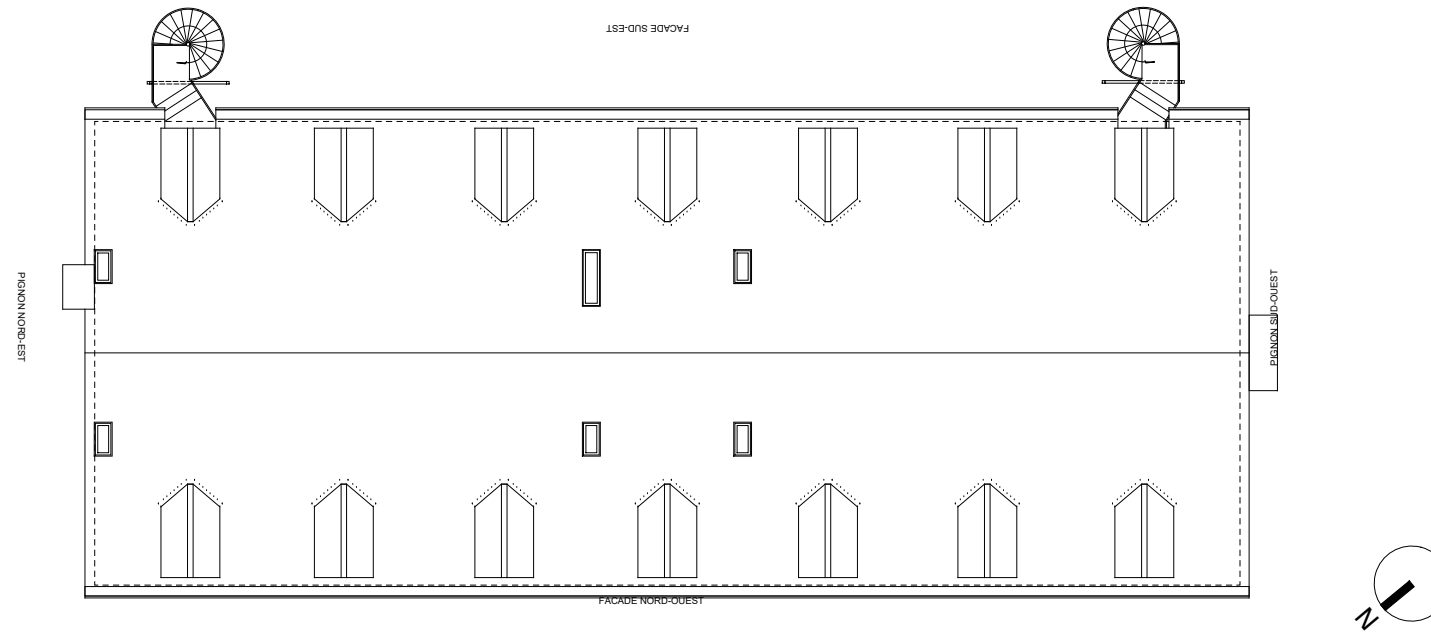 FACADE SUD-EST
PIGNON NORD-EST
PIGNON SUD-OUEST
FACADE NORD-OUEST
N